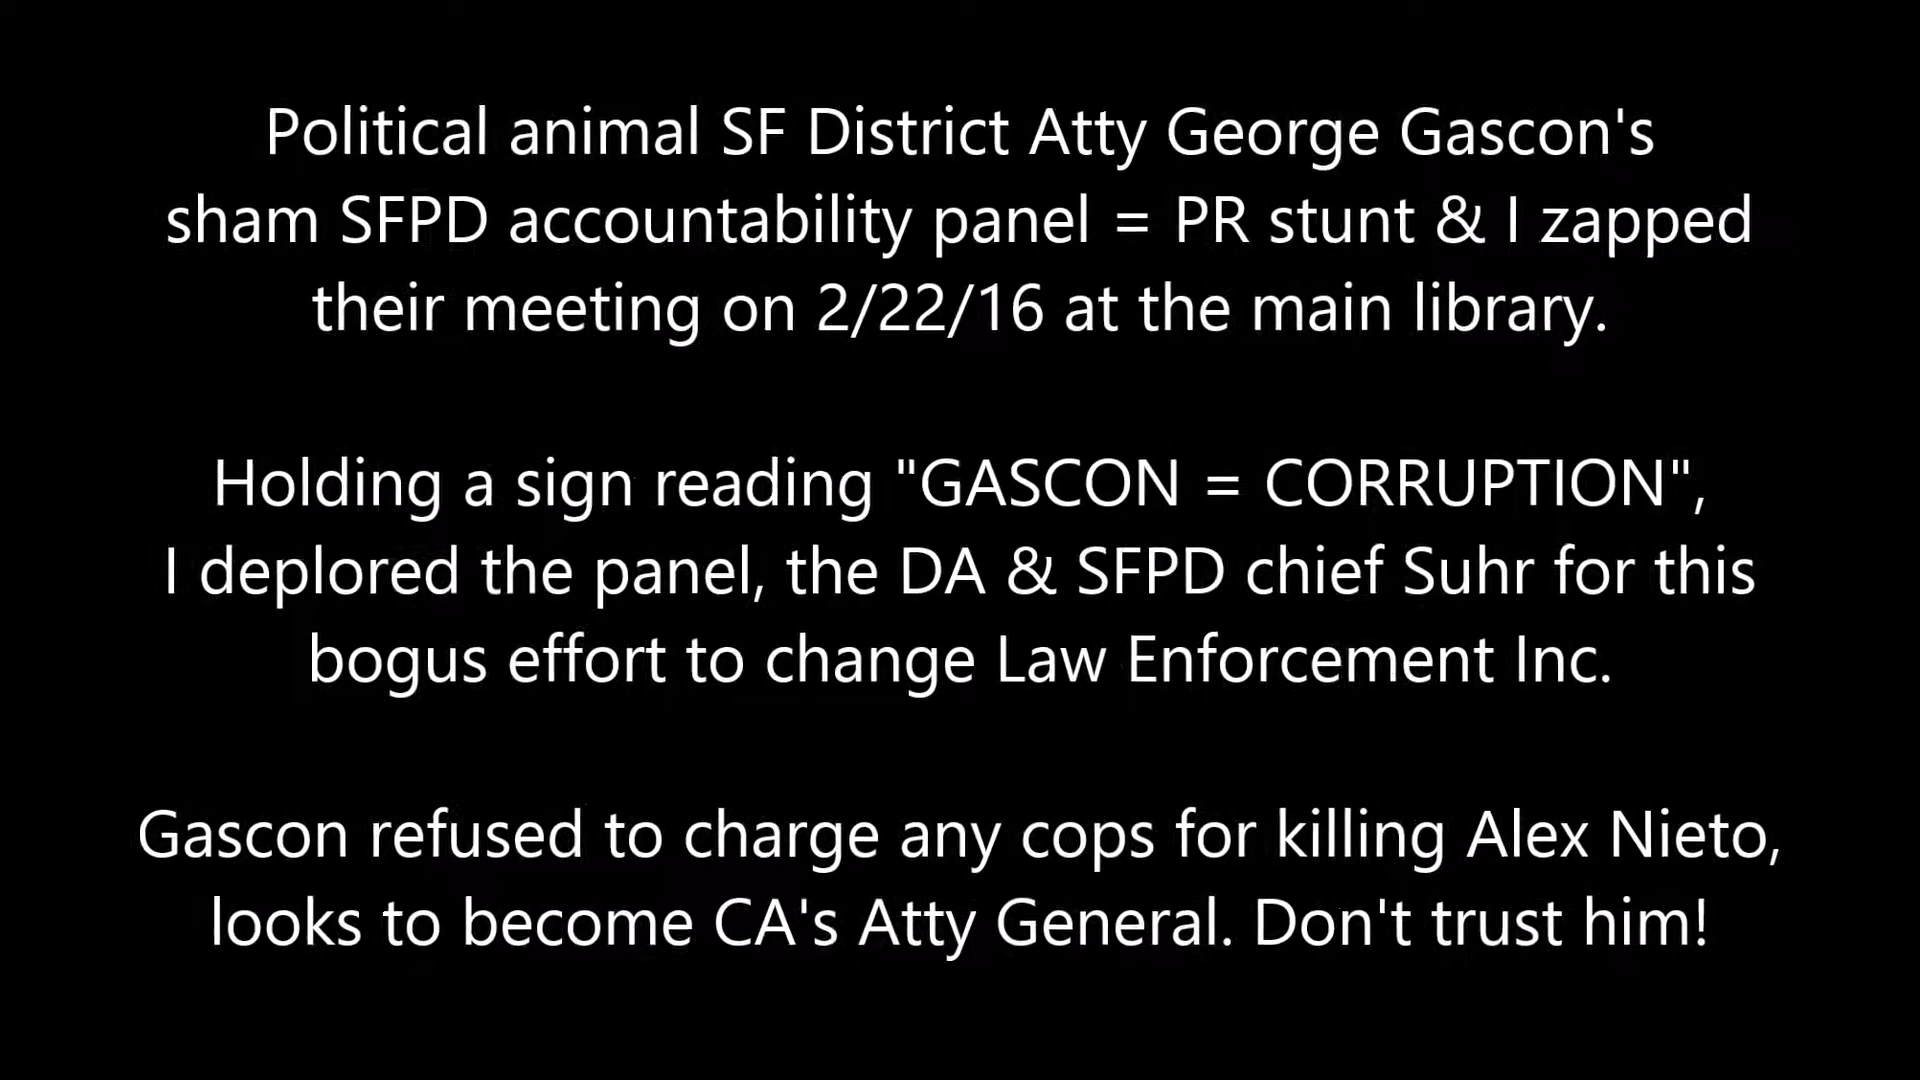 Political animal SF District Atty George Gascon's
sham SFPD accountability panel = PR stunt & I zapped
their meeting on 2/22/16 at the main library.
Holding a sign reading "GASCON = CORRUPTION",
I deplored the panel, the DA & SFPD chief Suhr for this
bogus effort to change Law Enforcement Inc.
Gascon refused to charge any cops for killing Alex Nieto,
looks to become CA's Atty General. Don't trust him!